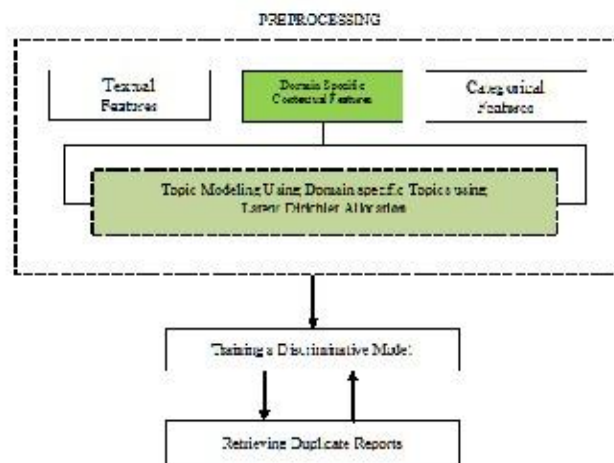 PREPROCESSING
Textual
Features
Domain Specific
Contextual Features
Categorical
Features
Topic Modeling Using Domain specific Topics using
Latent Dirichlet Allocation
Training a Discriminative Model
Retrieving Duplicate Reports